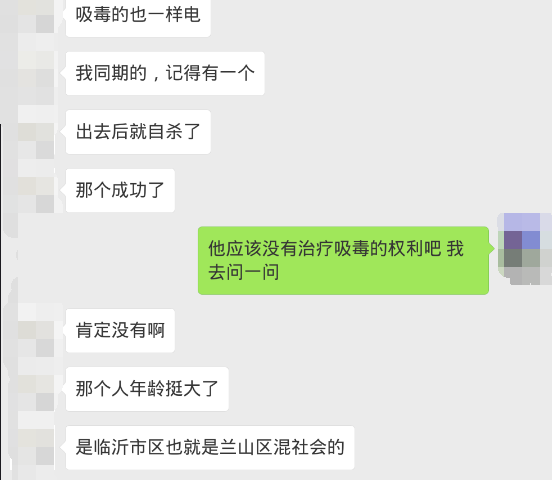 吸毒的也一样电
我同期的，记得有一个
出去后就自杀了
那个成功了
他应该没有治疗吸毒的权利吧 我
去问一问
肯定没有啊
那个人年龄挺大了
是临沂市区也就是兰山区混社会的